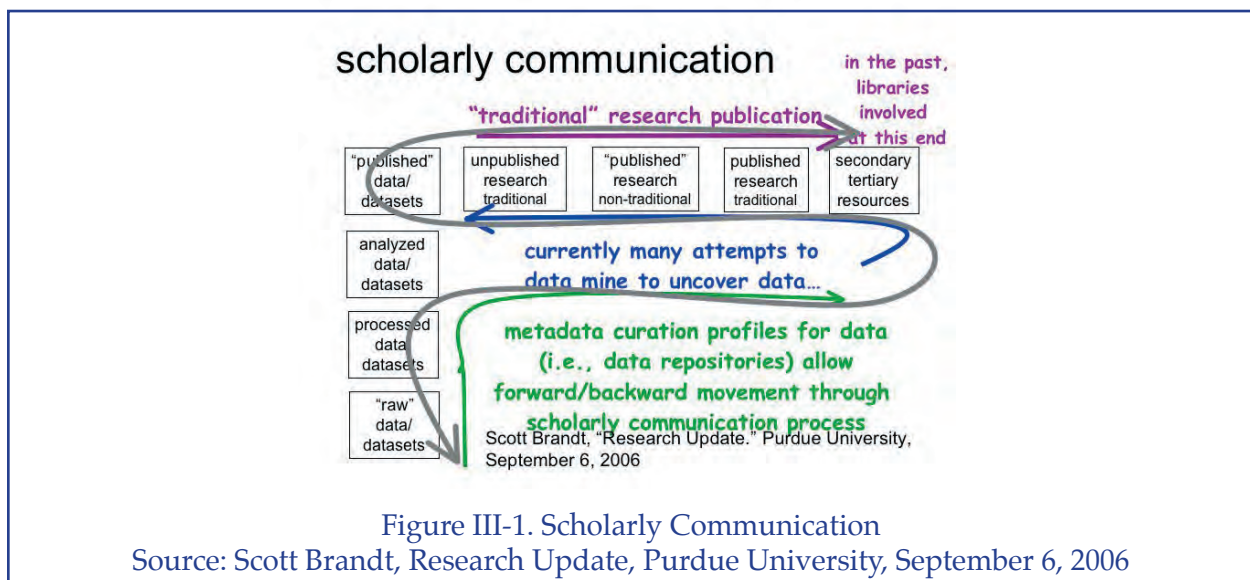 scholarly communication
in the past,
libraries
involved
at this end
“traditional” research publication
“published”
data/
datasets
unpublished
research
traditional
“published”
research
non-traditional
published
research
traditional
secondary
tertiary
resources
analyzed
data/
datasets
currently many attempts to
data mine to uncover data…
processed
data/
datasets
metadata curation profiles for data
(i.e., data repositories) allow
forward/backward movement through
scholarly communication process
“raw”
data/
datasets
Scott Brandt, “Research Update.” Purdue University,
September 6, 2006
Figure III-1. Scholarly Communication
Source: Scott Brandt, Research Update, Purdue University, September 6, 2006